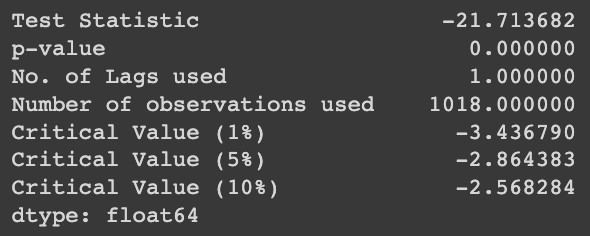 Test Statistic -21.713682
p-value 0.000000
No. of Lags used 1.000000
Number of observations used 1018.000000
Critical Value (1%) -3.436790
Critical Value (5%) -2.864383
Critical Value (10%) -2.568284
dtype: float64